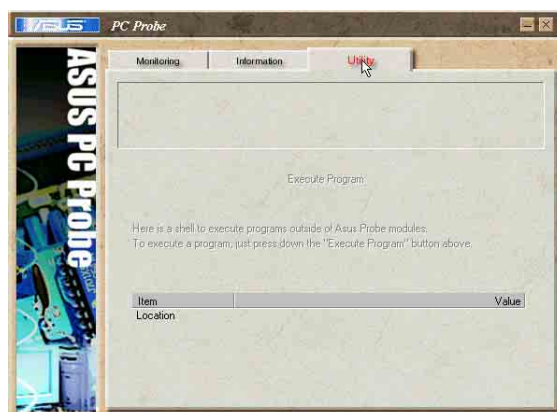 ASUS PC Probe
Monitoring Information Utility
Execute Program
Here is a shell to execute programs outside of Asus Probe modules.
To execute a program, just press down the "Execute Program" button above.
Item Value
Location
ASUS PC Probe